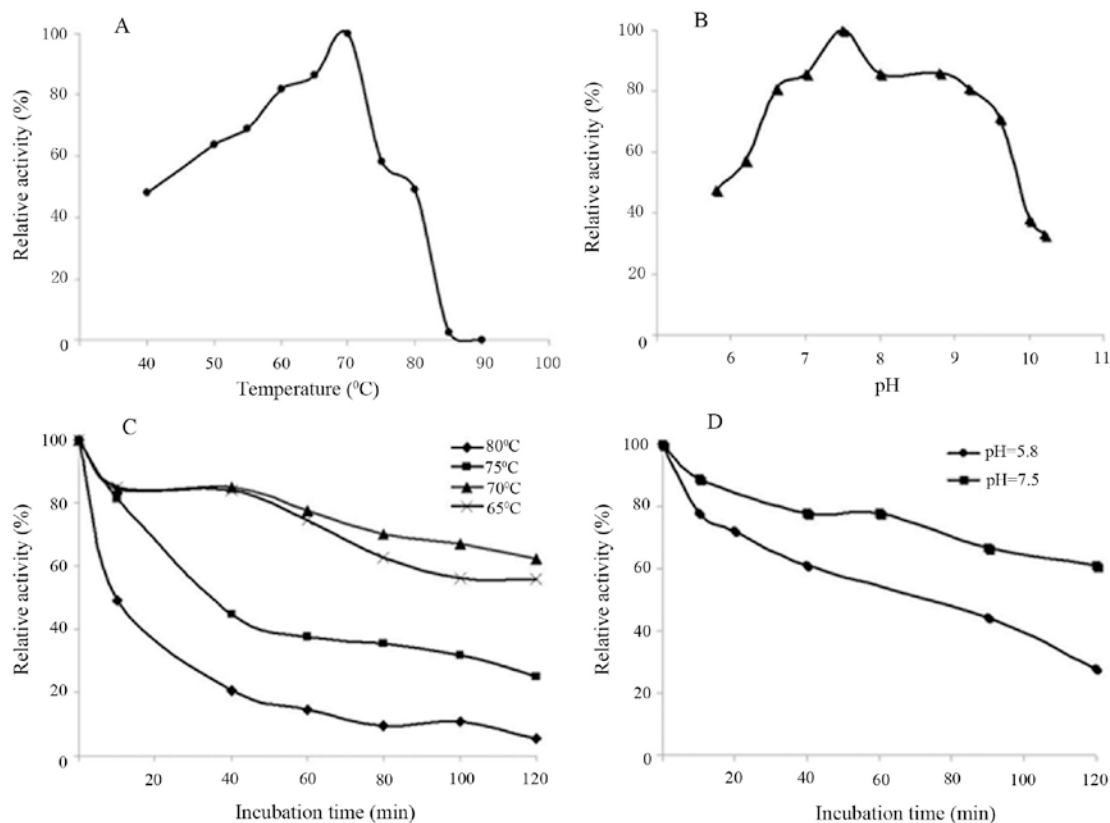 A
Relative activity (%)
100
80
60
40
20
0
40
50
60
70
80
90
100
Temperature (⁰C)
B
Relative activity (%)
100
80
60
40
20
0
6
7
8
9
10
11
pH
C
80⁰C
75⁰C
70⁰C
65⁰C
Relative activity (%)
100
80
60
40
20
0
20
40
60
80
100
120
Incubation time (min)
D
pH=5.8
pH=7.5
Relative activity (%)
100
80
60
40
20
0
20
40
60
80
100
120
Incubation time (min)